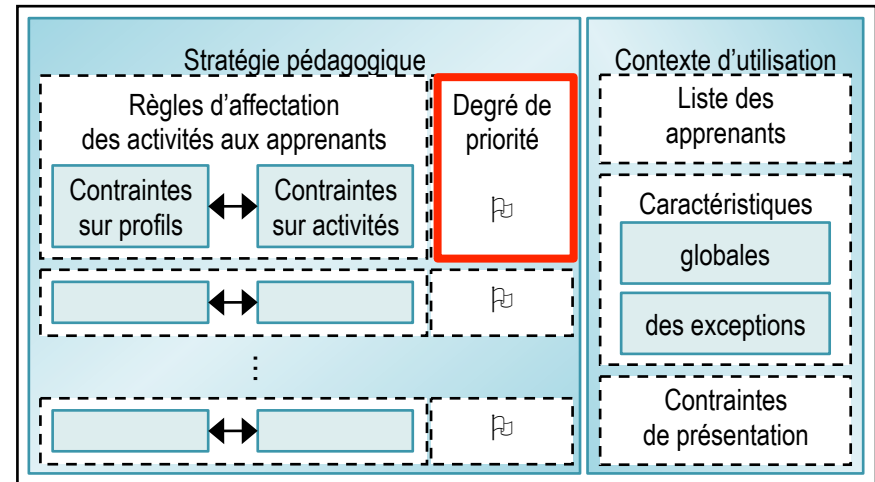 Stratégie pédagogique
Règles d'affectation
des activités aux apprenants
Contraintes
sur profils
Contraintes
sur activités
Degré de
priorité
⋮
Contexte d'utilisation
Liste des
apprenants
Caractéristiques
globales
des exceptions
Contraintes
de présentation